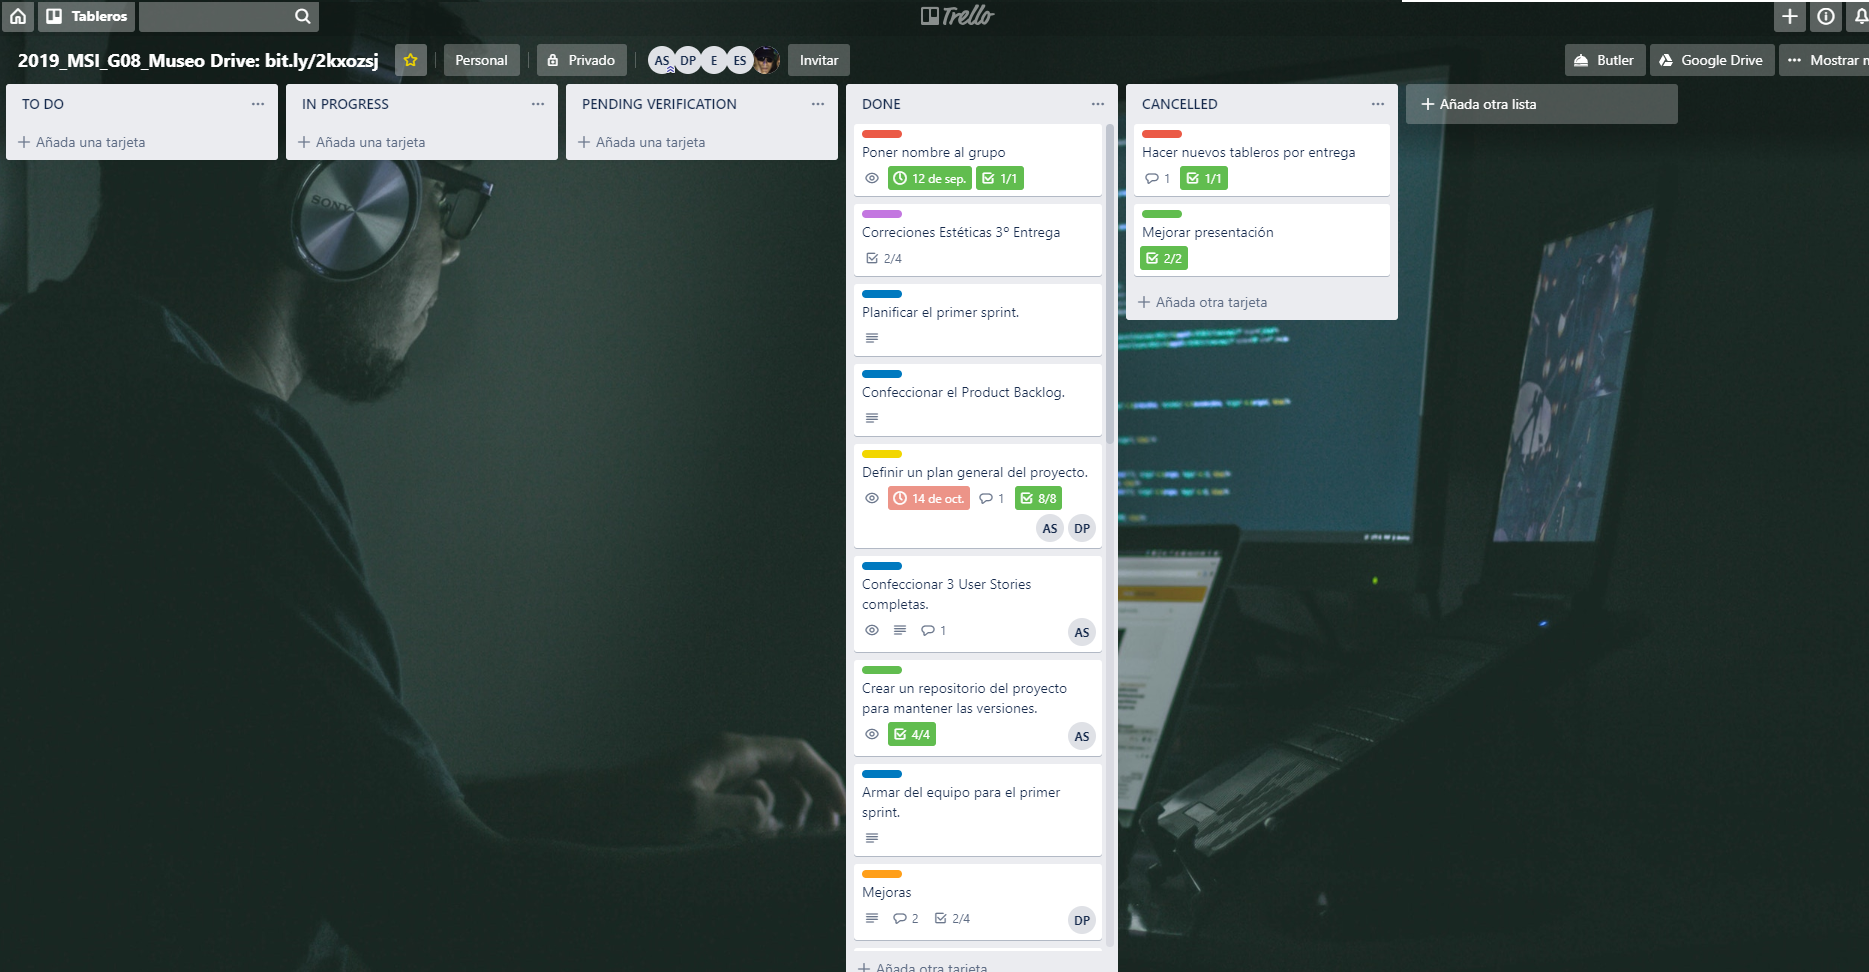 Tableros
Trello
2019_MSI_G08_Museo Drive: bit.ly/2kxozsj
Personal
Privado
AS DP E ES
Invitar
Butler
Google Drive
Mostrar
TO DO
Añada una tarjeta
IN PROGRESS
Añada una tarjeta
PENDING VERIFICATION
Añada una tarjeta
DONE
Poner nombre al grupo
12 de sep. 1/1
Correciones Estéticas 3º Entrega
2/4
Planificar el primer sprint.
Confeccionar el Product Backlog.
Definir un plan general del proyecto.
14 de oct. 1 8/8
AS DP
Confeccionar 3 User Stories
completas.
1
AS
Crear un repositorio del proyecto
para mantener las versiones.
4/4
AS
Armar del equipo para el primer
sprint.
Mejoras
2 2/4
DP
Añada otra tarjeta
CANCELLED
Hacer nuevos tableros por entrega
1 1/1
Mejorar presentación
2/2
Añada otra tarjeta
Añada otra lista
SONY